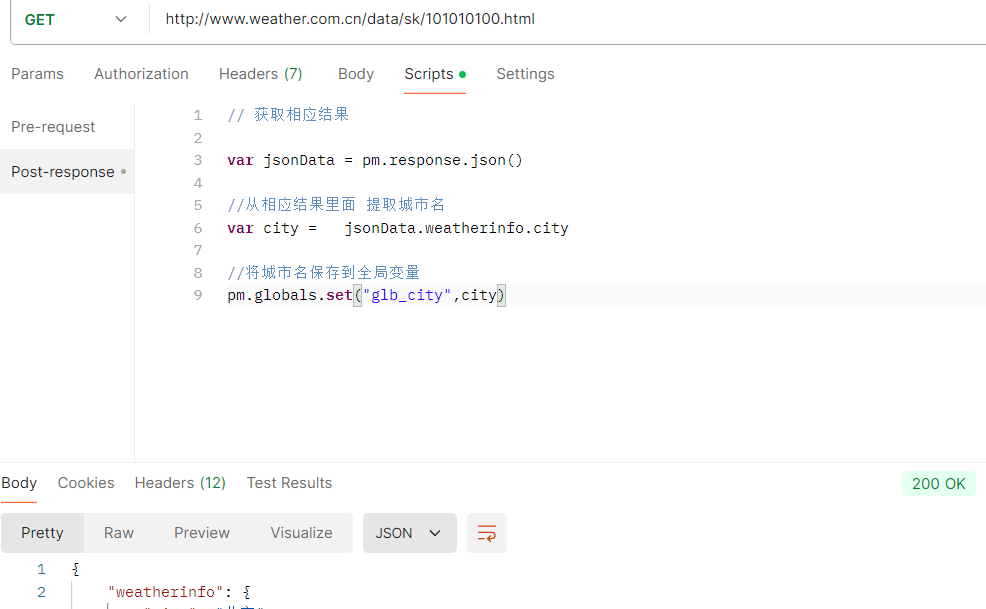 GET http://www.weather.com.cn/data/sk/101010100.html
Params Authorization Headers (7) Body Scripts Settings
Pre-request
Post-response
1 // 获取相应结果
2
3 var jsonData = pm.response.json()
4
5 //从相应结果里面 提取城市名
6 var city =   jsonData.weatherinfo.city
7
8 //将城市名保存到全局变量
9 pm.globals.set("glb_city",city)
Body Cookies Headers (12) Test Results 200 OK
Pretty Raw Preview Visualize JSON
1 {
2 "weatherinfo": {